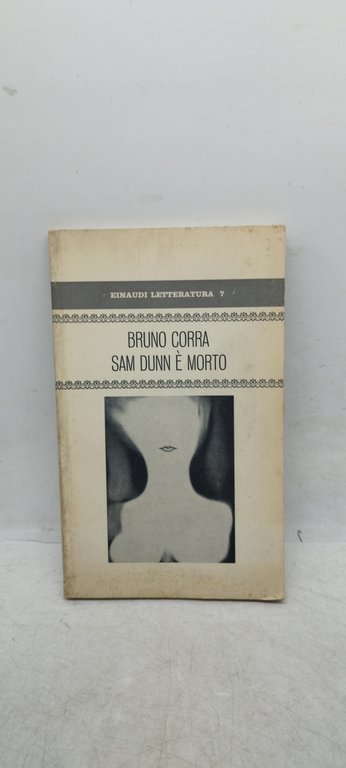 EINAUDI LETTERATURA 7
BRUNO CORRA
SAM DUNN È MORTO